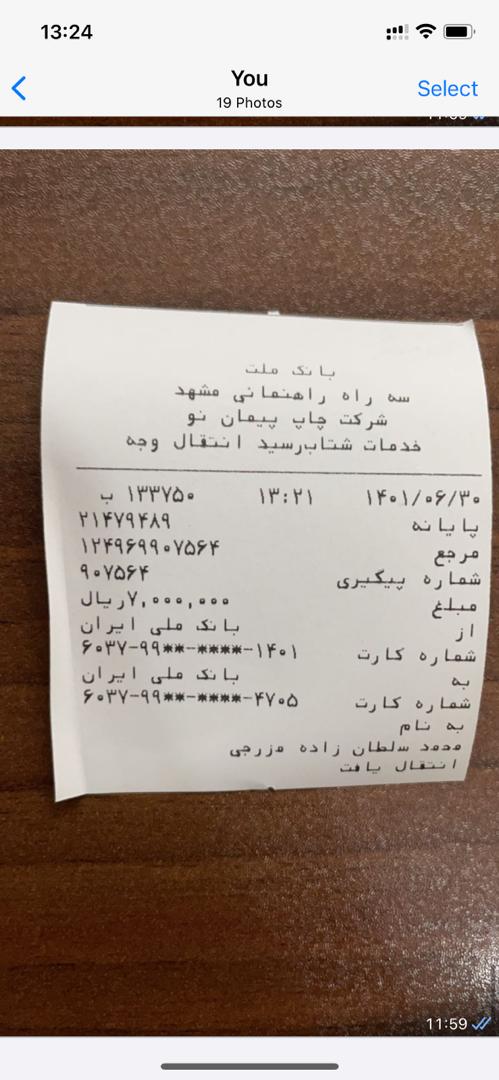 13:24
You
19 Photos
Select
بانک ملت
سه راه راهنمائی مشهد
شرکت چاپ پیمان نو
خدمات شتاب‌رسید انتقال وجه
۱۴۰۱/۰۶/۳۰ ۱۳:۲۱ ۱۳۳۷۵۰ ب
پایانه ۲۱۴۷۹۴۸۹
مرجع ۱۲۴۹۶۹۹۰۷۵۶۴
شماره پیگیری ۹۰۷۵۶۴
مبلغ ۷,۰۰۰,۰۰۰ریال
از بانک ملی ایران
شماره کارت ۶۰۳۷-۹۹**-****-۱۴۰۱
به بانک ملی ایران
شماره کارت ۶۰۳۷-۹۹**-****-۴۷۰۵
به نام
محمد سلطان زاده مزرجی
انتقال یافت
11:59